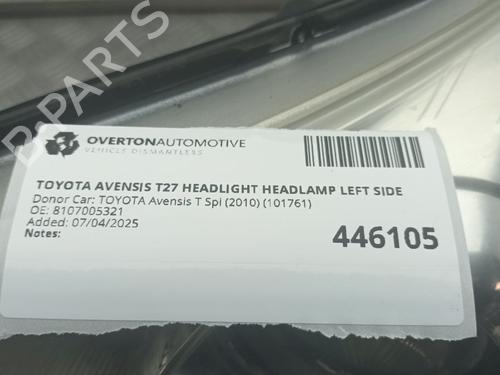 B-PARTS
OVERTONAUTOMOTIVE
VEHICLE DISMANTLERS
TOYOTA AVENSIS T27 HEADLIGHT HEADLAMP LEFT SIDE
Donor Car: TOYOTA Avensis T Spi (2010) (101761)
OE: 8107005321
Added: 07/04/2025
Notes:
446105